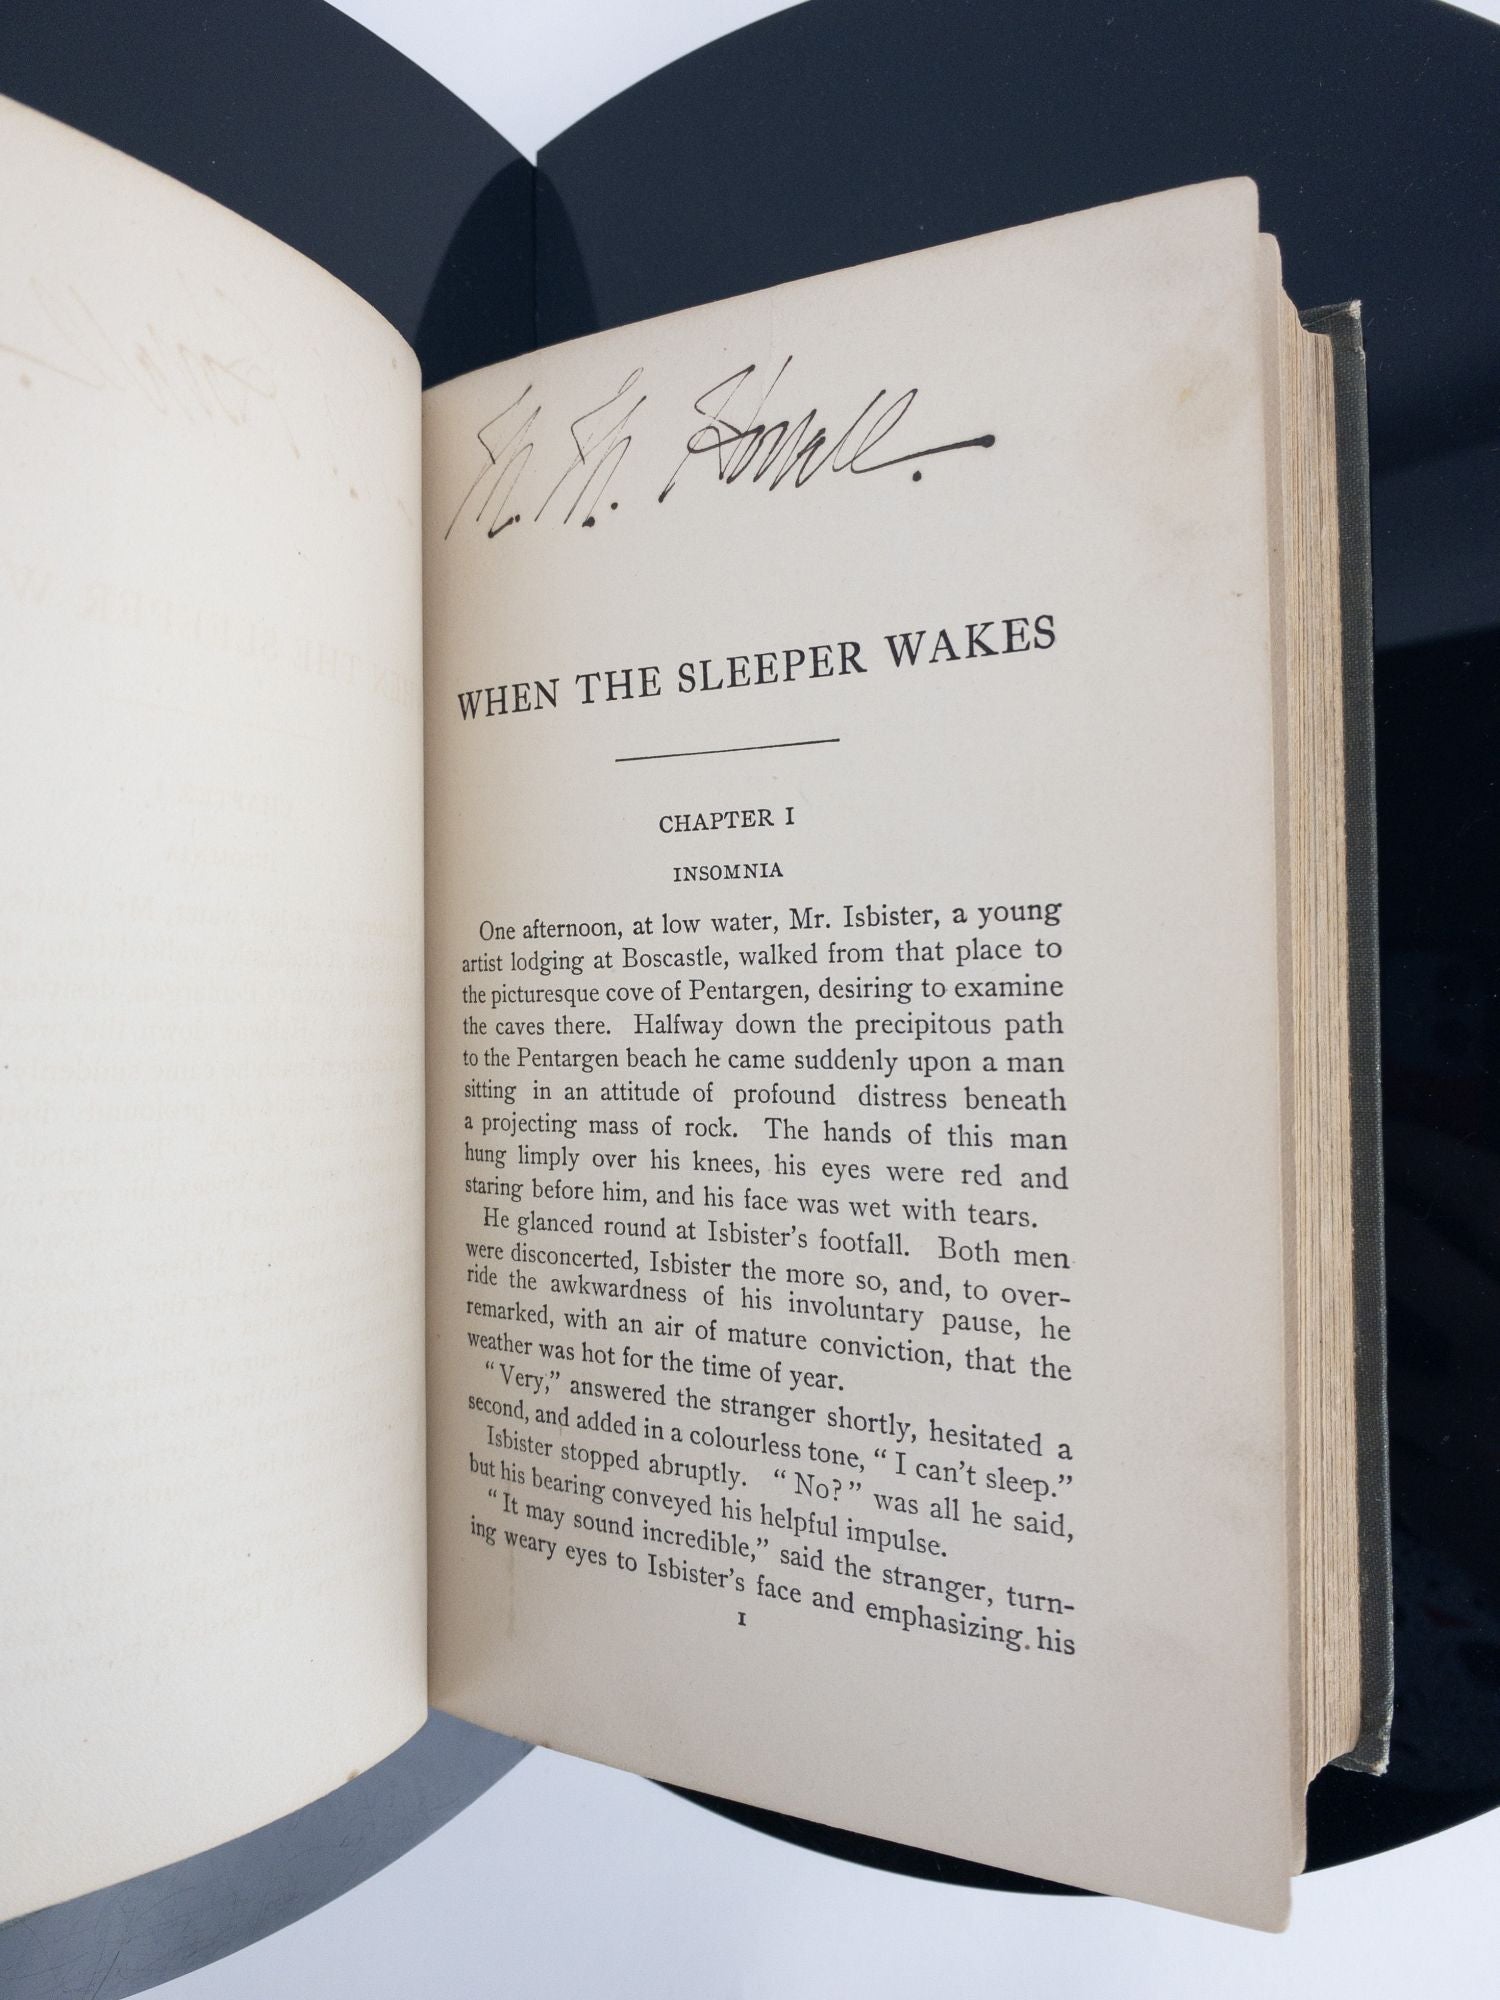 Howell.
WHEN THE SLEEPER WAKES
CHAPTER I
INSOMNIA
One afternoon, at low water, Mr. Isbister, a young
artist lodging at Boscastle, walked from that place to
the picturesque cove of Pentargen, desiring to examine
the caves there. Halfway down the precipitous path
to the Pentargen beach he came suddenly upon a man
sitting in an attitude of profound distress beneath
a projecting mass of rock. The hands of this man
hung limply over his knees, his eyes were red and
staring before him, and his face was wet with tears.
He glanced round at Isbister's footfall. Both men
were disconcerted, Isbister the more so, and, to over-
ride the awkwardness of his involuntary pause, he
remarked, with an air of mature conviction, that the
weather was hot for the time of year.
"Very," answered the stranger shortly, hesitated a
second, and added in a colourless tone, "I can't sleep."
Isbister stopped abruptly. "No?" was all he said,
but his bearing conveyed his helpful impulse.
"It may sound incredible," said the stranger, turn-
ing weary eyes to Isbister's face and emphasizing his
1